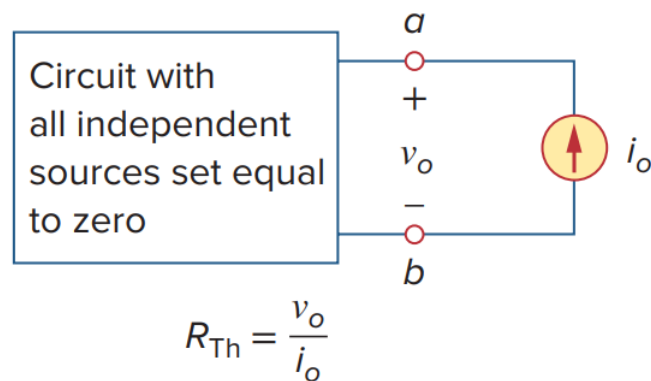 a
Circuit with
all independent
sources set equal
to zero
+
v_o
−
i_o
b
R_Th = v_o / i_o